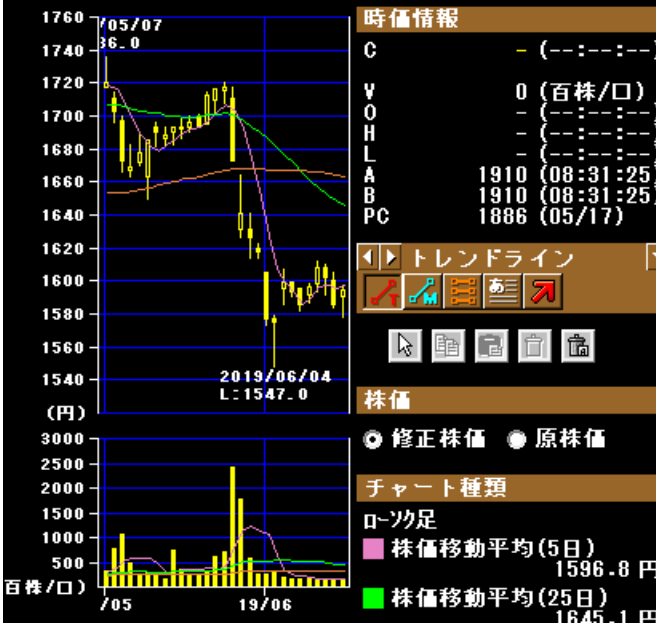 1760
/05/07
36.0
1740
1720
1700
1680
1660
1640
1620
1600
1580
1560
1540
(円)
2019/06/04
L:1547.0
3000
2500
2000
1500
1000
500
百株/口)
/05
19/06
時価情報
C - (--:--:--)
V 0 (百株/口)
O - (--:--:--)
H - (--:--:--)
L - (--:--:--)
A 1910 (08:31:25)
B 1910 (08:31:25)
PC 1886 (05/17)
トレンドライン
T M あ
株価
修正株価 原株価
チャート種類
ローソク足
株価移動平均(5日)
1596.8 円
株価移動平均(25日)
1645.1 円